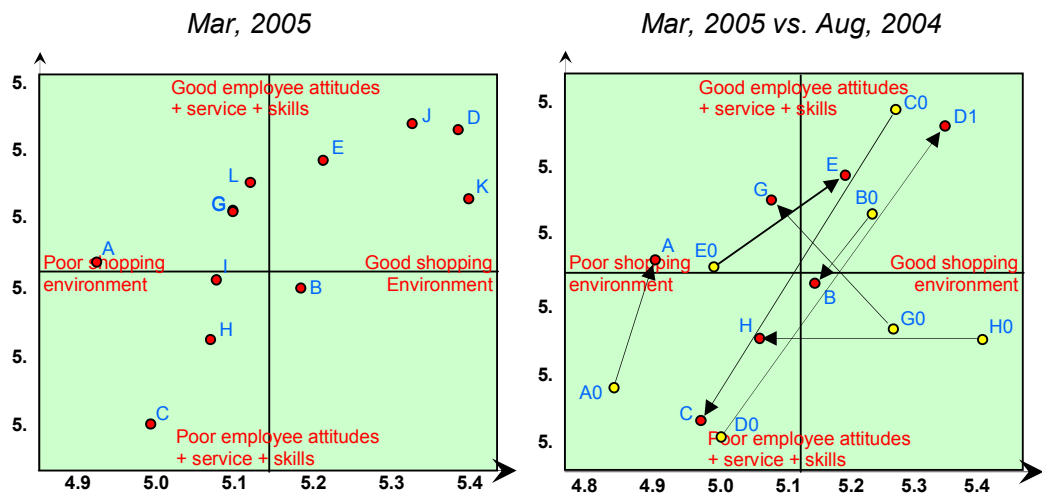 Mar, 2005
5.
Good employee attitudes
+ service + skills
J
D
5.
E
L
K
5.
G
A
Poor shopping
environment
Good shopping
Environment
I
5.
B
H
5.
C
5.
Poor employee attitudes
+ service + skills
4.9 5.0 5.1 5.2 5.3 5.4
Mar, 2005 vs. Aug, 2004
5.
Good employee attitudes
+ service + skills
C0
D1
5.
E
G
B0
5.
A
E0
Poor shopping
environment
Good shopping
environment
5.
B
G0
H
H0
5.
A0
C
D0
5.
Poor employee attitudes
+ service + skills
4.8 4.9 5.0 5.1 5.2 5.3 5.4